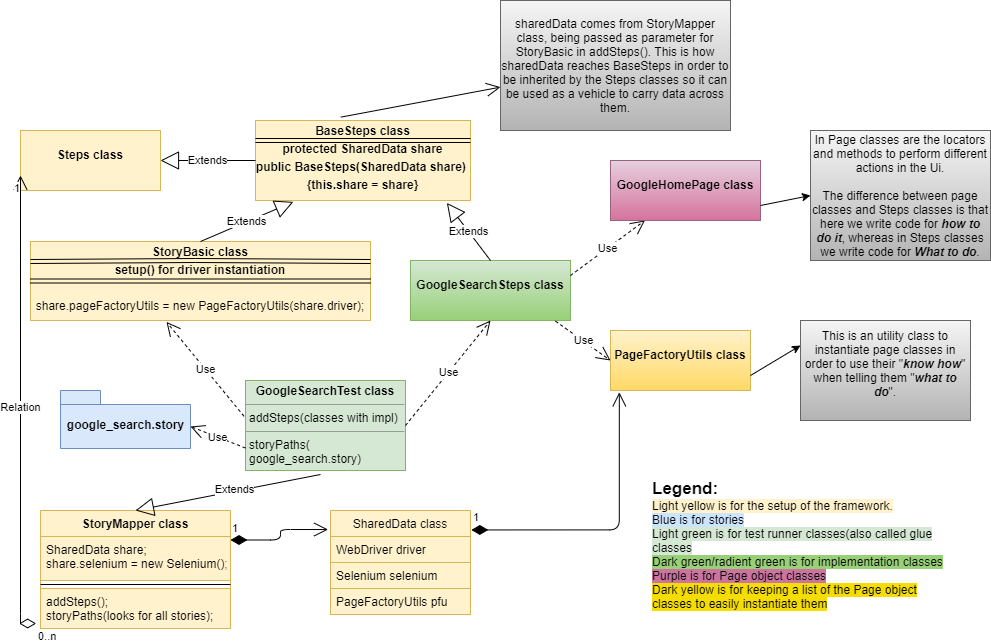 sharedData comes from StoryMapper
class, being passed as parameter for
StoryBasic in addSteps(). This is how
sharedData reaches BaseSteps in order to
be inherited by the Steps classes so it can
be used as a vehicle to carry data across
them.
BaseSteps class
protected SharedData share
public BaseSteps(SharedData share)
{this.share = share}
Steps class
Extends
1
In Page classes are the locators
and methods to perform different
actions in the Ui.
The difference between page
classes and Steps classes is that
here we write code for how to
do it, whereas in Steps classes
we write code for What to do.
GoogleHomePage class
Extends
Extends
Use
StoryBasic class
setup() for driver instantiation
share.pageFactoryUtils = new PageFactoryUtils(share.driver);
GoogleSearchSteps class
Use
PageFactoryUtils class
This is an utility class to
instantiate page classes in
order to use their "know how"
when telling them "what to
do".
Use
Use
GoogleSearchTest class
addSteps(classes with impl)
storyPaths(
google_search.story)
google_search.story
Use
Relation
Extends
StoryMapper class
SharedData share;
share.selenium = new Selenium();
addSteps();
storyPaths(looks for all stories);
1
0..n
SharedData class
WebDriver driver
Selenium selenium
PageFactoryUtils pfu
1
Legend:
Light yellow is for the setup of the framework.
Blue is for stories
Light green is for test runner classes(also called glue
classes
Dark green/radient green is for implementation classes
Purple is for Page object classes
Dark yellow is for keeping a list of the Page object
classes to easily instantiate them